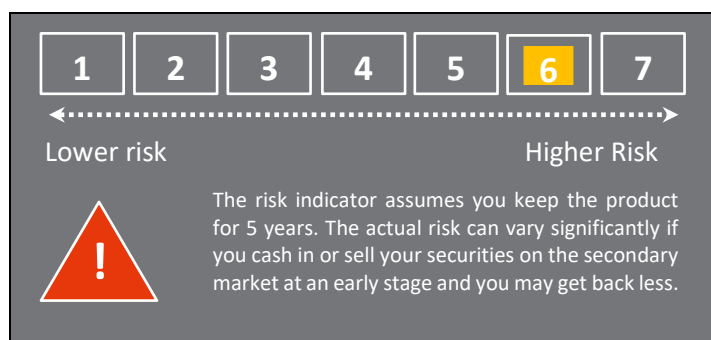 1 2 3 4 5 6 7
Lower risk Higher Risk
The risk indicator assumes you keep the product
for 5 years. The actual risk can vary significantly if
you cash in or sell your securities on the secondary
market at an early stage and you may get back less.
!